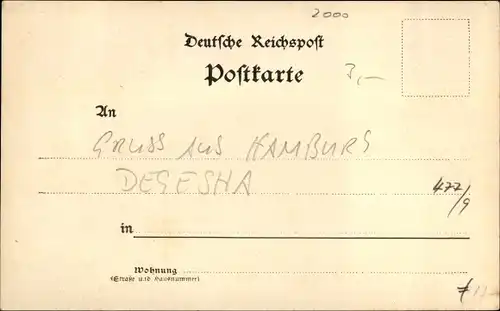 2000
Deutsche Reichspost
Postkarte
3,–
An
GRUSS AUS HAMBURG
DEGESHA
477/9
in
Wohnung
(Straße und Hausnummer)